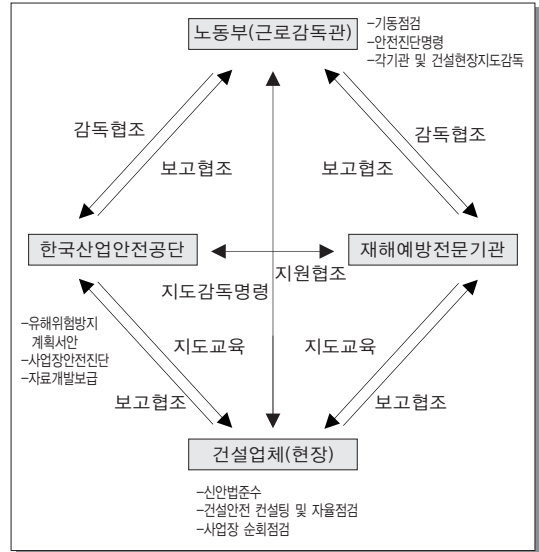 노동부(근로감독관)
-기동점검
-안전진단명령
-각기관 및 건설현장지도감독
감독협조
감독협조
보고협조
보고협조
한국산업안전공단
재해예방전문기관
지원협조
지도감독명령
-유해위험방지
계획서안
-사업장안전진단
-자료개발보급
지도교육
지도교육
보고협조
보고협조
건설업체(현장)
-신안법준수
-건설안전 컨설팅 및 자율점검
-사업장 순회점검